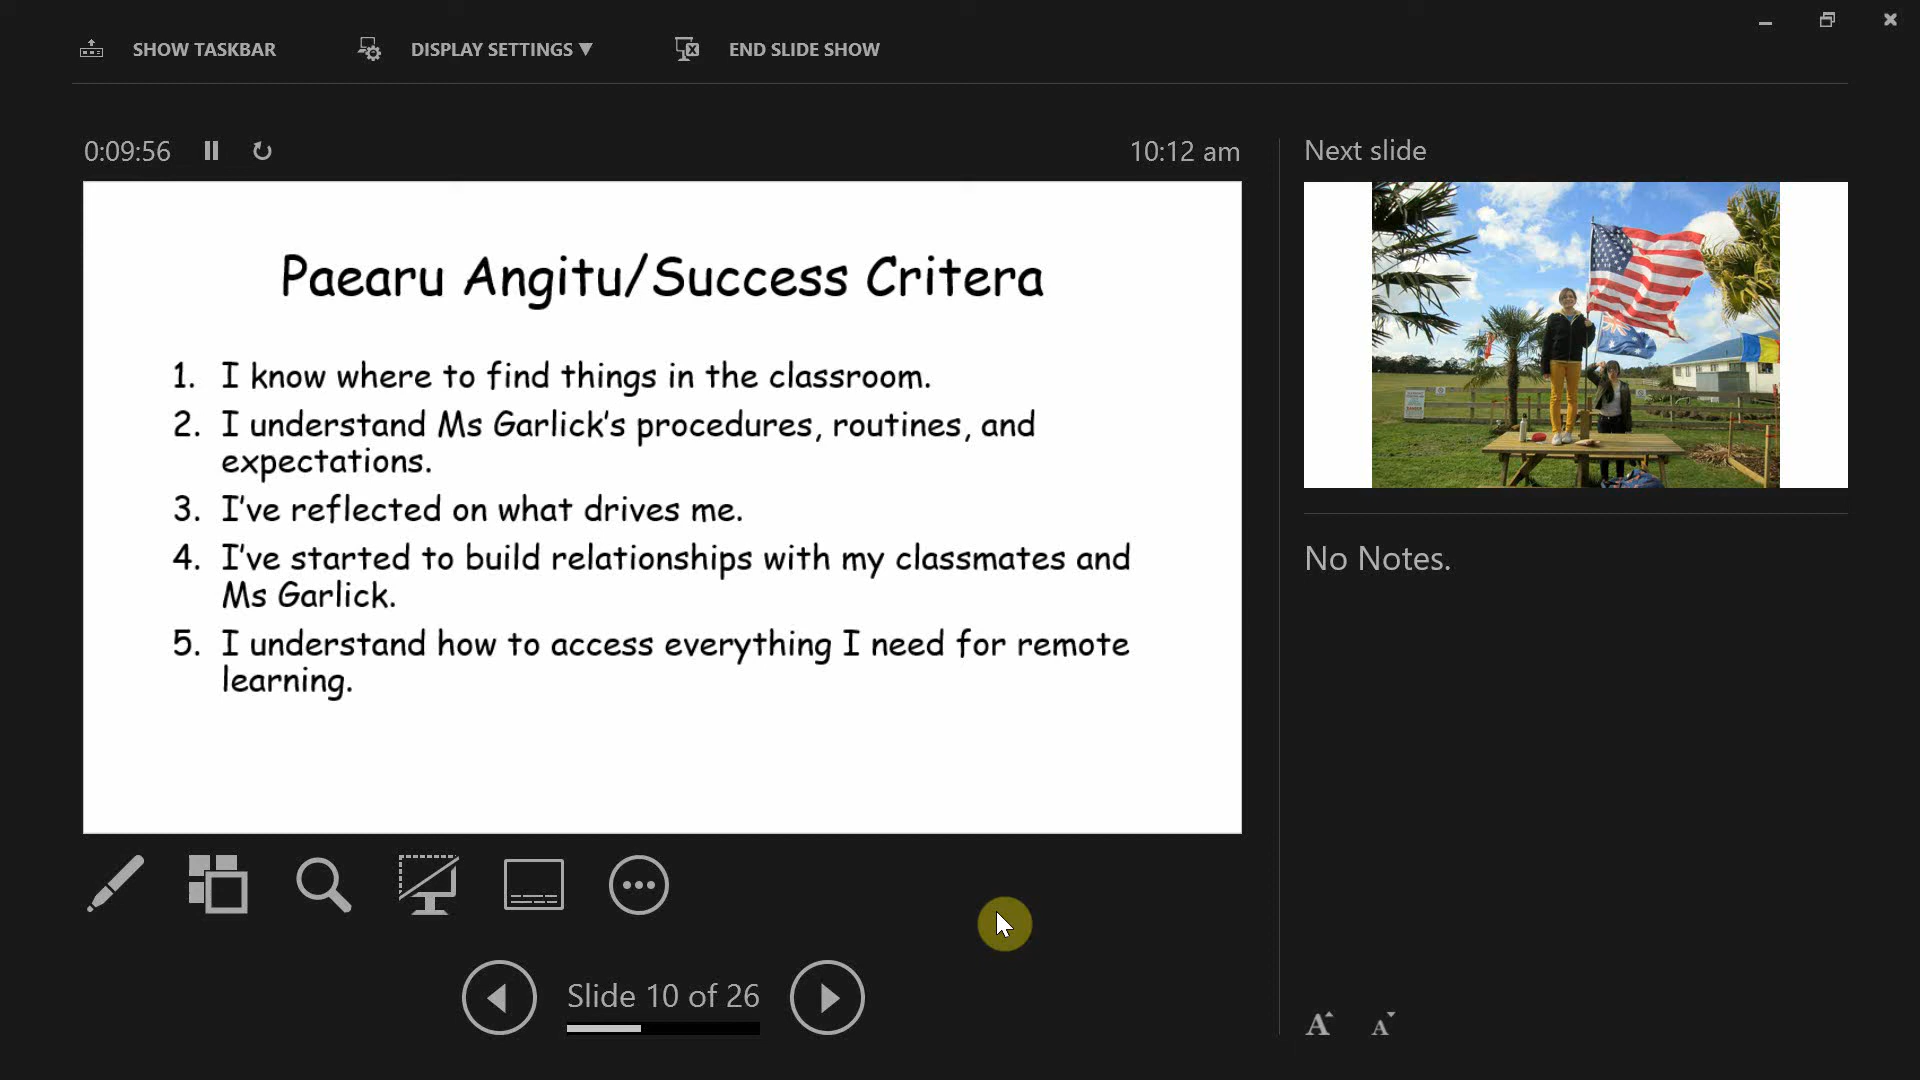 SHOW TASKBAR
DISPLAY SETTINGS ▼
END SLIDE SHOW
0:09:56
10:12 am
Next slide
Paearu Angitu/Success Critera
1. I know where to find things in the classroom.
2. I understand Ms Garlick's procedures, routines, and
expectations.
3. I've reflected on what drives me.
4. I've started to build relationships with my classmates and
Ms Garlick.
5. I understand how to access everything I need for remote
learning.
No Notes.
Slide 10 of 26
A A